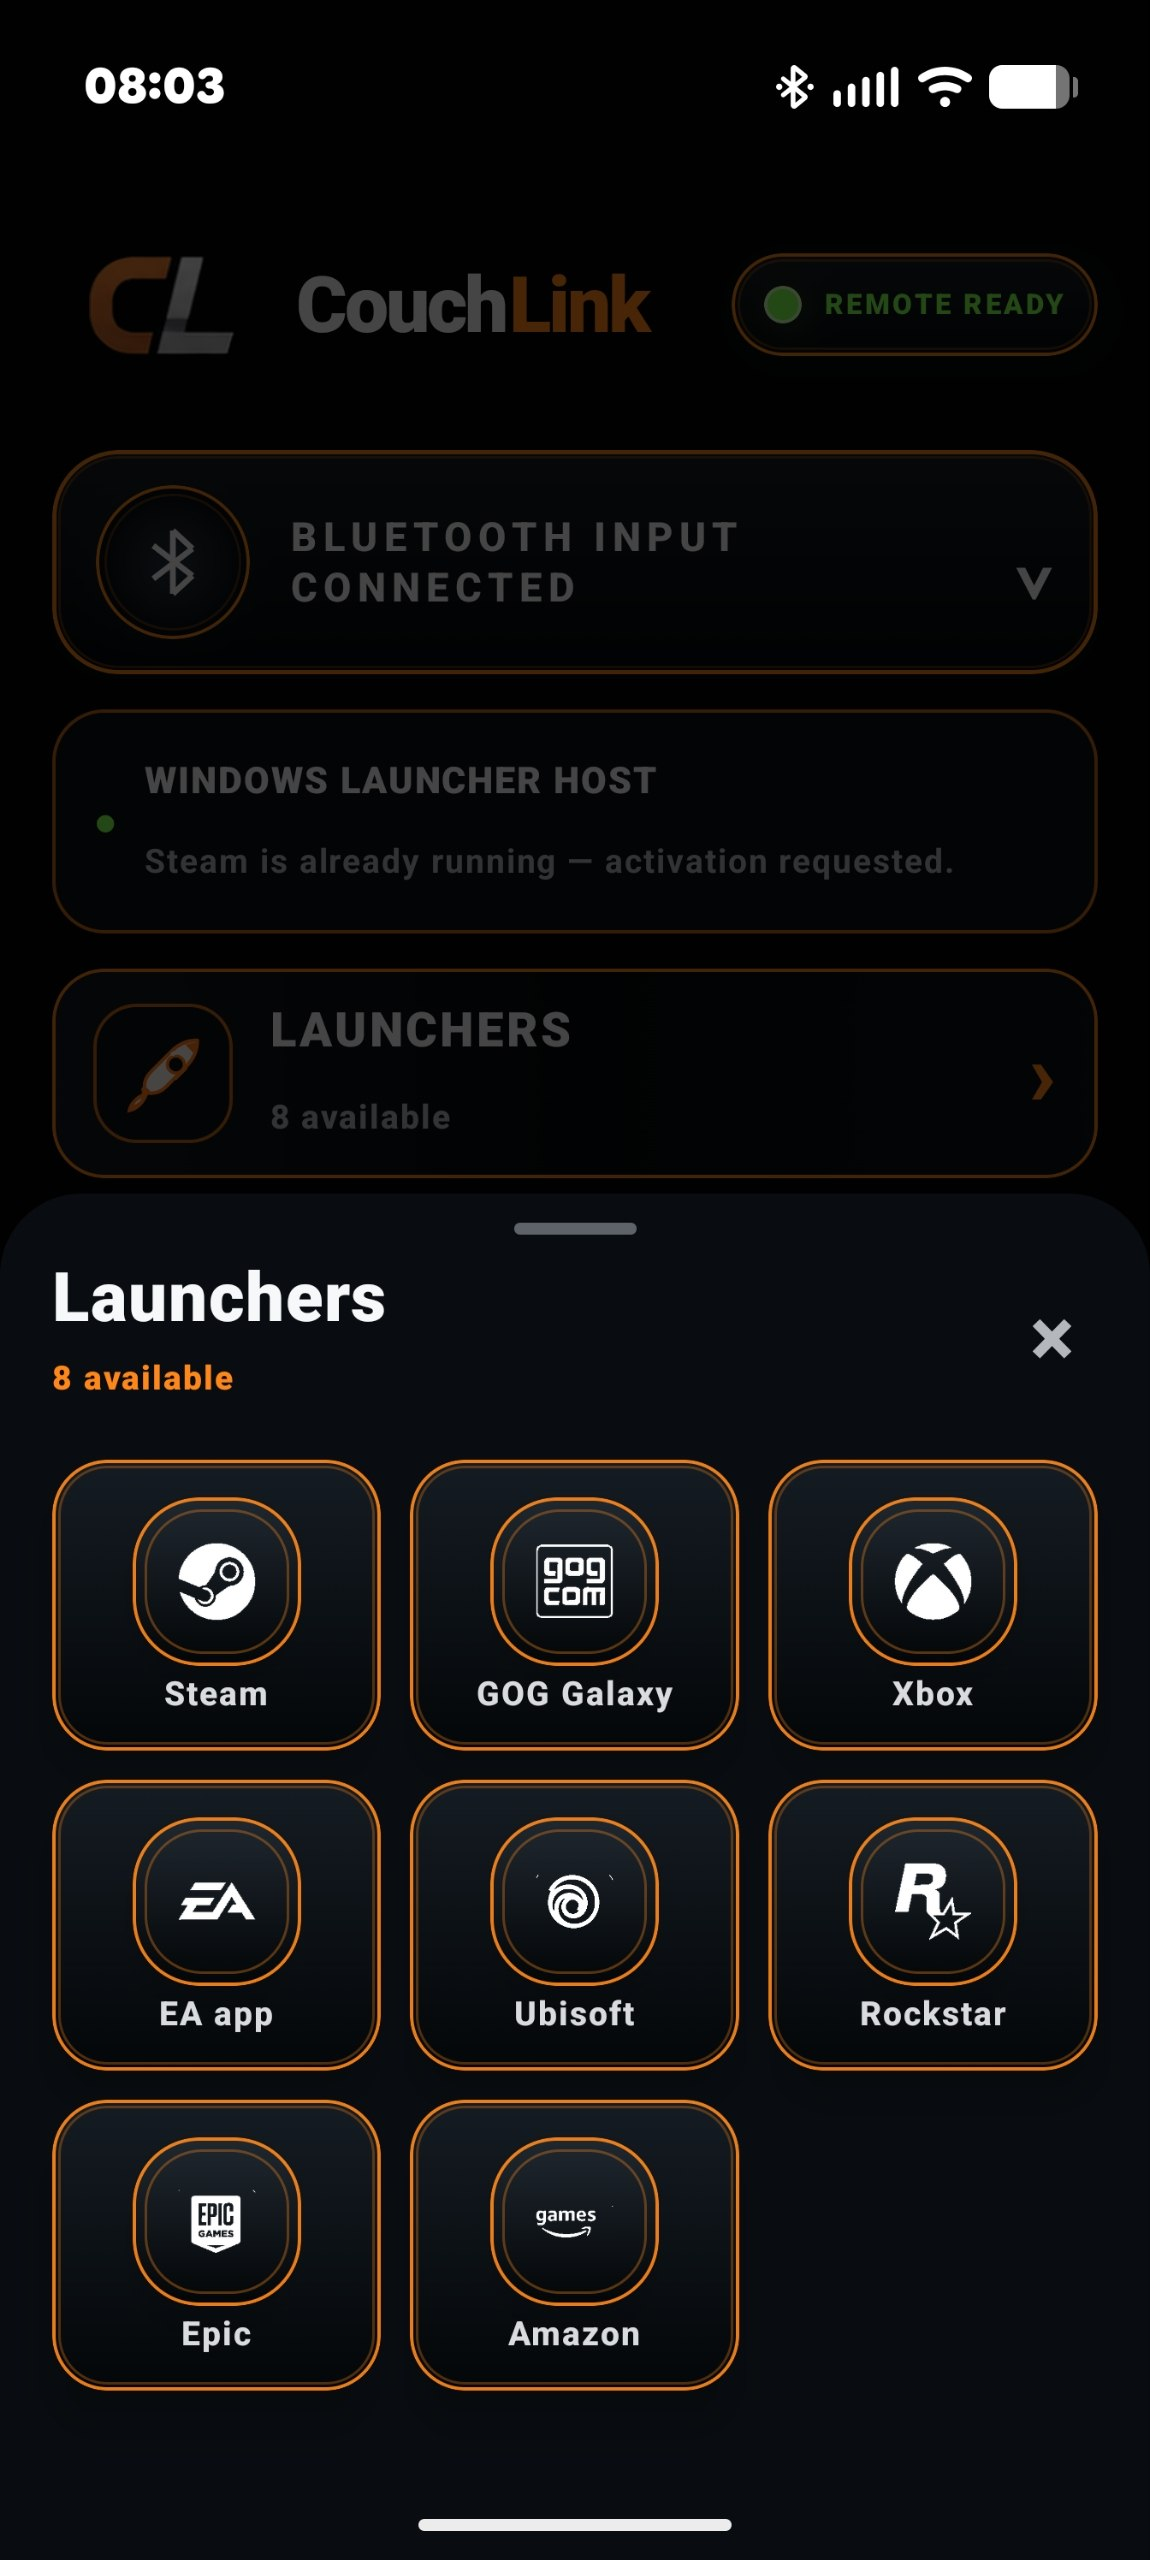 08:03
CL
CouchLink
REMOTE READY
BLUETOOTH INPUT
CONNECTED
V
WINDOWS LAUNCHER HOST
Steam is already running — activation requested.
LAUNCHERS
8 available
Launchers
8 available
gog
com
Steam
GOG Galaxy
Xbox
EA
R
EA app
Ubisoft
Rockstar
EPIC
GAMES
games
Epic
Amazon